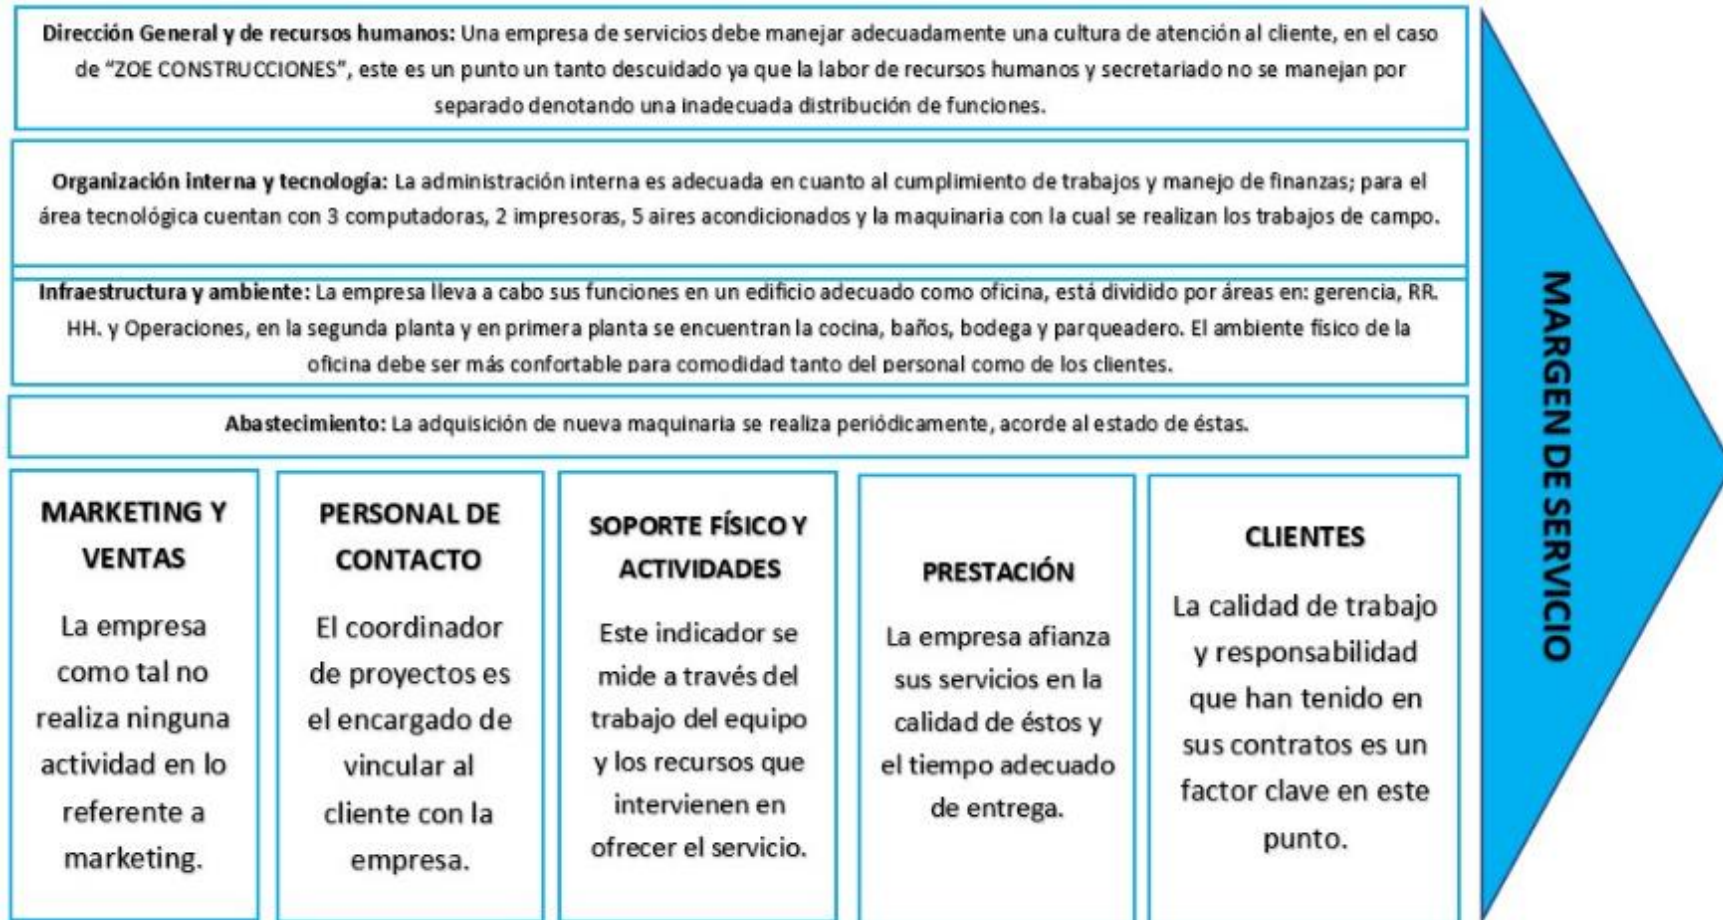 Dirección General y de recursos humanos: Una empresa de servicios debe manejar adecuadamente una cultura de atención al cliente, en el caso
de “ZOE CONSTRUCCIONES”, este es un punto un tanto descuidado ya que la labor de recursos humanos y secretariado no se manejan por
separado denotando una inadecuada distribución de funciones.
Organización interna y tecnología: La administración interna es adecuada en cuanto al cumplimiento de trabajos y manejo de finanzas; para el
área tecnológica cuentan con 3 computadoras, 2 impresoras, 5 aires acondicionados y la maquinaria con la cual se realizan los trabajos de campo.
Infraestructura y ambiente: La empresa lleva a cabo sus funciones en un edificio adecuado como oficina, está dividido por áreas en: gerencia, RR.
HH. y Operaciones, en la segunda planta y en primera planta se encuentran la cocina, baños, bodega y parqueadero. El ambiente físico de la
oficina debe ser más confortable para comodidad tanto del personal como de los clientes.
Abastecimiento: La adquisición de nueva maquinaria se realiza periódicamente, acorde al estado de éstas.
MARKETING Y
VENTAS
La empresa
como tal no
realiza ninguna
actividad en lo
referente a
marketing.
PERSONAL DE
CONTACTO
El coordinador
de proyectos es
el encargado de
vincular al
cliente con la
empresa.
SOPORTE FÍSICO Y
ACTIVIDADES
Este indicador se
mide a través del
trabajo del equipo
y los recursos que
intervienen en
ofrecer el servicio.
PRESTACIÓN
La empresa afianza
sus servicios en la
calidad de éstos y
el tiempo adecuado
de entrega.
CLIENTES
La calidad de trabajo
y responsabilidad
que han tenido en
sus contratos es un
factor clave en este
punto.
MARGEN DE SERVICIO